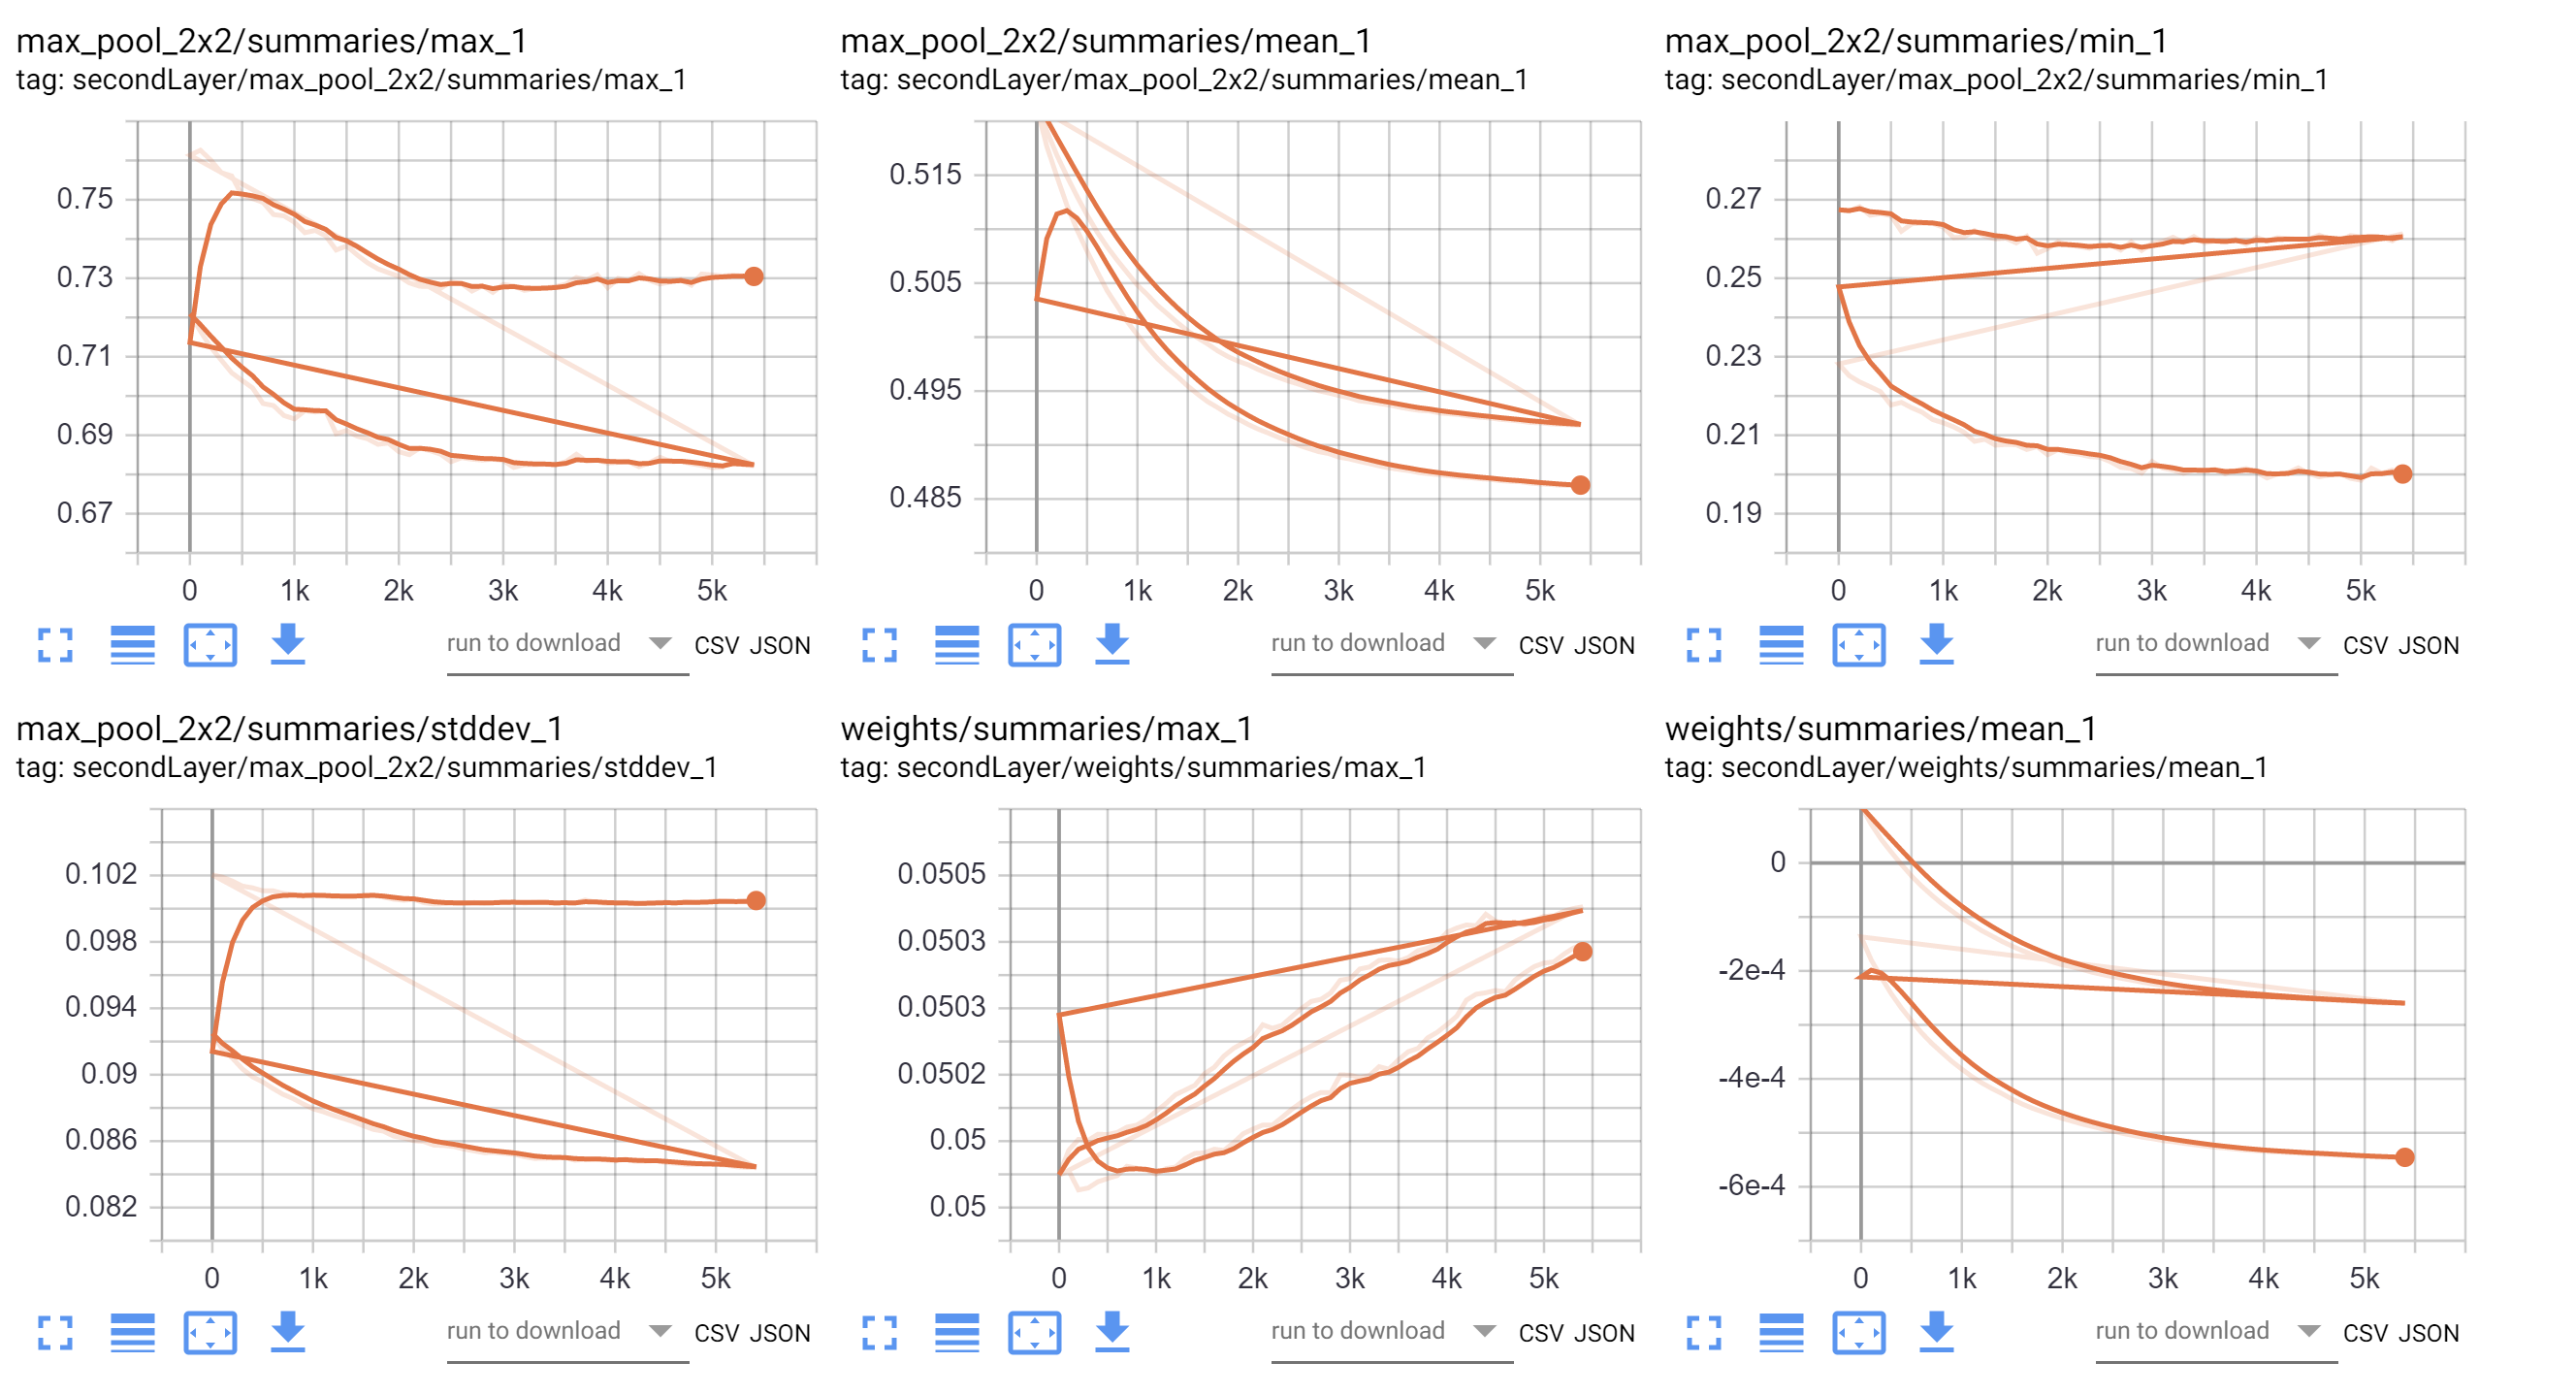 max_pool_2x2/summaries/max_1
tag: secondLayer/max_pool_2x2/summaries/max_1
0.75
0.73
0.71
0.69
0.67
0 1k 2k 3k 4k 5k
run to download CSV JSON
max_pool_2x2/summaries/mean_1
tag: secondLayer/max_pool_2x2/summaries/mean_1
0.515
0.505
0.495
0.485
0 1k 2k 3k 4k 5k
run to download CSV JSON
max_pool_2x2/summaries/min_1
tag: secondLayer/max_pool_2x2/summaries/min_1
0.27
0.25
0.23
0.21
0.19
0 1k 2k 3k 4k 5k
run to download CSV JSON
max_pool_2x2/summaries/stddev_1
tag: secondLayer/max_pool_2x2/summaries/stddev_1
0.102
0.098
0.094
0.09
0.086
0.082
0 1k 2k 3k 4k 5k
run to download CSV JSON
weights/summaries/max_1
tag: secondLayer/weights/summaries/max_1
0.0505
0.0503
0.0503
0.0502
0.05
0.05
0 1k 2k 3k 4k 5k
run to download CSV JSON
weights/summaries/mean_1
tag: secondLayer/weights/summaries/mean_1
0
-2e-4
-4e-4
-6e-4
0 1k 2k 3k 4k 5k
run to download CSV JSON